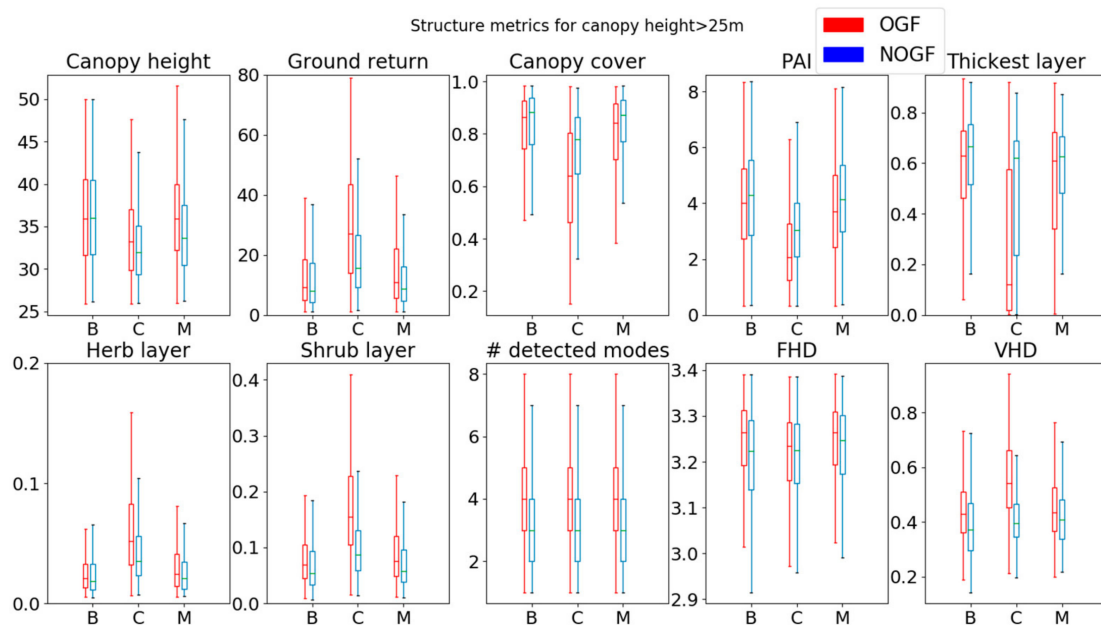 Structure metrics for canopy height>25m
OGF
NOGF
Canopy height
Ground return
Canopy cover
PAI
Thickest layer
50
45
40
35
30
25
80
60
40
20
0
1.0
0.8
0.6
0.4
0.2
8
6
4
2
0
0.8
0.6
0.4
0.2
0.0
B C M
B C M
B C M
B C M
B C M
Herb layer
Shrub layer
# detected modes
FHD
VHD
0.2
0.1
0.0
0.4
0.3
0.2
0.1
0.0
8
6
4
2
3.4
3.3
3.2
3.1
3.0
2.9
0.8
0.6
0.4
0.2
B C M
B C M
B C M
B C M
B C M